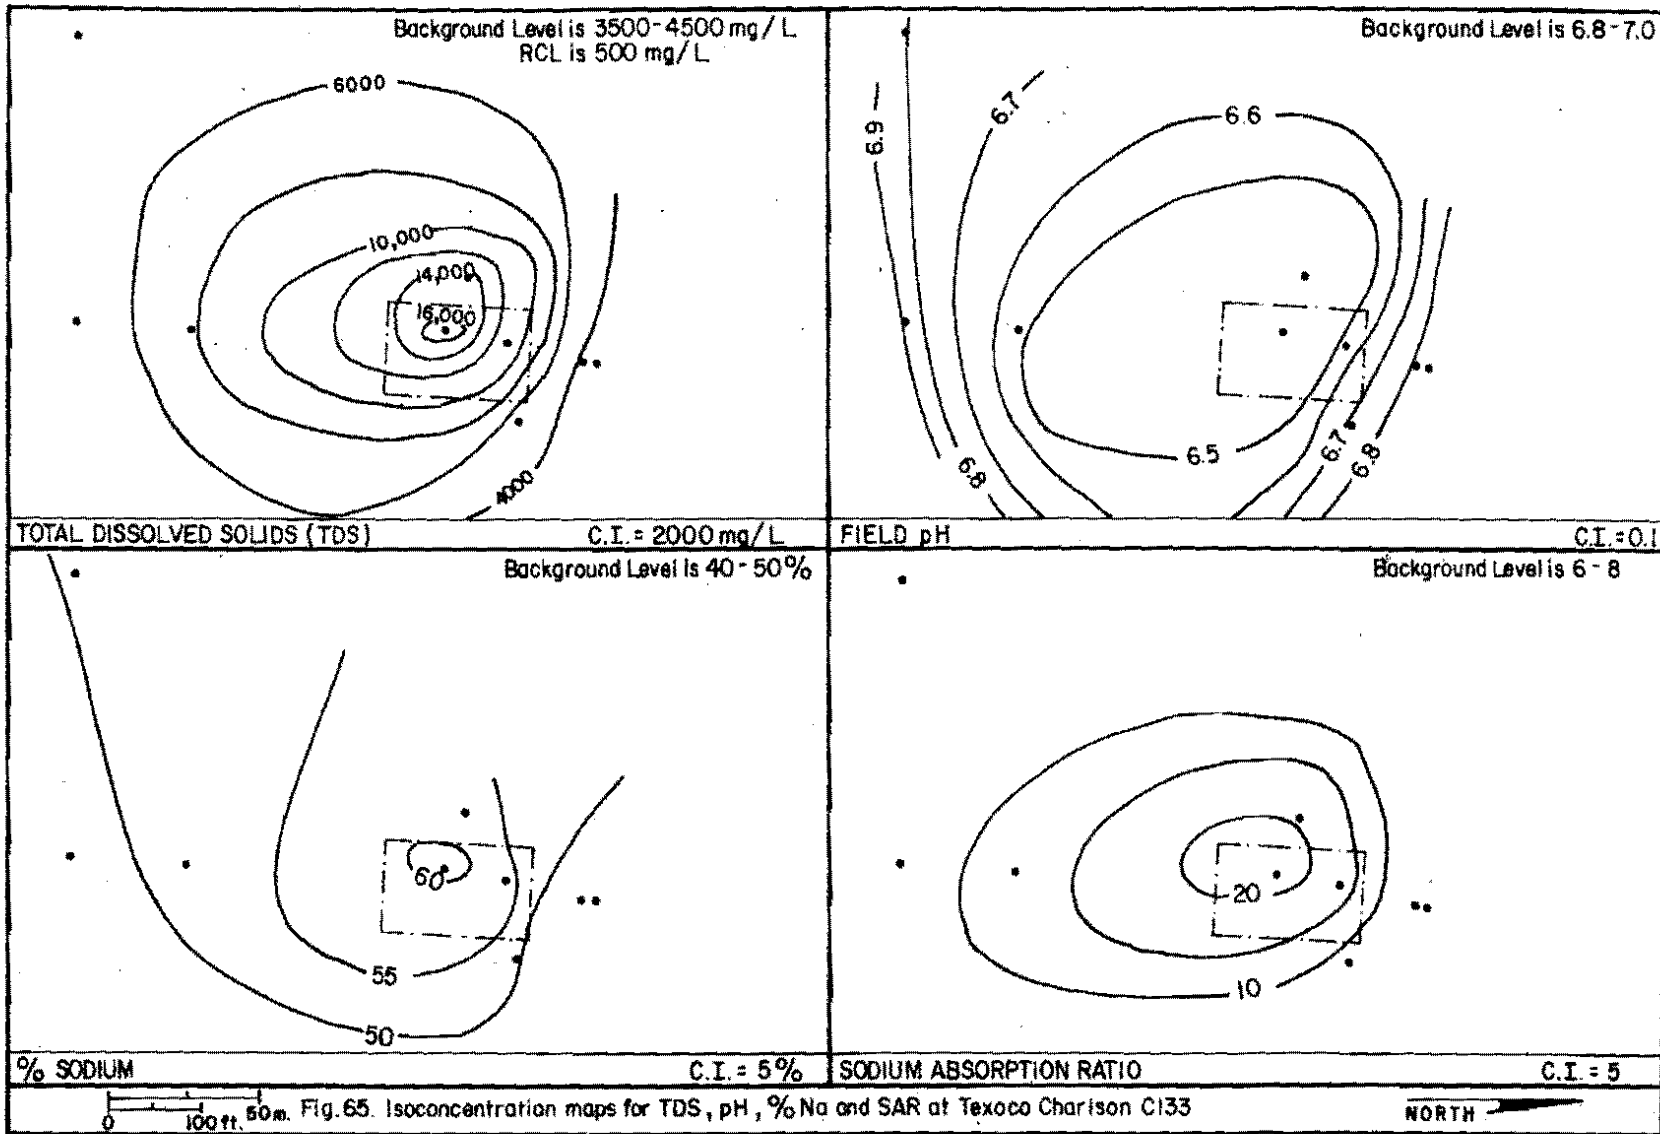 Background Level is 3500-4500 mg/L
RCL is 500 mg/L
6000
10,000
14,000
16,000
4000
TOTAL DISSOLVED SOLIDS (TDS) C.I. = 2000 mg/L
Background Level is 6.8-7.0
6.9
6.7
6.6
6.5
6.8
6.7
6.8
FIELD pH C.I.=0.1
Background Level Is 40-50%
60
55
50
% SODIUM C.I. = 5%
Background Level is 6-8
20
10
SODIUM ABSORPTION RATIO C.I. = 5
0 100 ft. 50m.
Fig. 65. Isoconcentration maps for TDS, pH, % Na and SAR at Texaco Charlson C133
NORTH